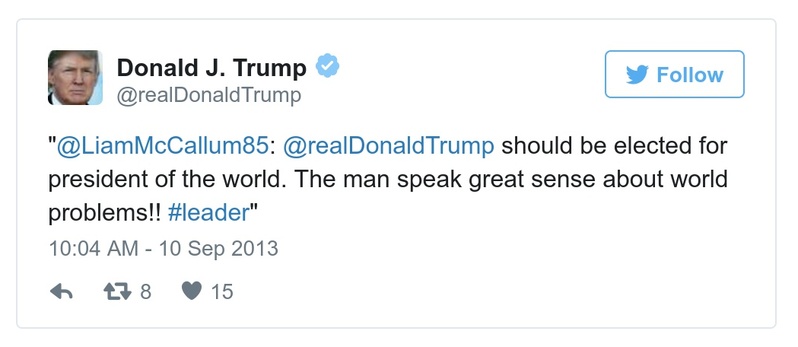 Donald J. Trump
@realDonaldTrump
Follow
"@LiamMcCallum85: @realDonaldTrump should be elected for
president of the world. The man speak great sense about world
problems!! #leader"
10:04 AM - 10 Sep 2013
8 15